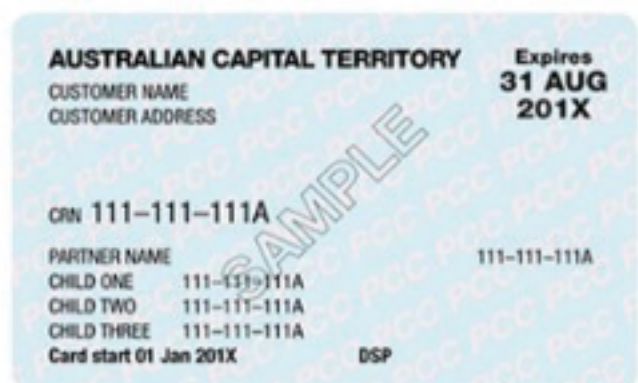 AUSTRALIAN CAPITAL TERRITORY
Expires
31 AUG
201X
CUSTOMER NAME
CUSTOMER ADDRESS
SAMPLE
CRN 111-111-111A
PARTNER NAME 111-111-111A
CHILD ONE 111-111-111A
CHILD TWO 111-111-111A
CHILD THREE 111-111-111A
Card start 01 Jan 201X DSP